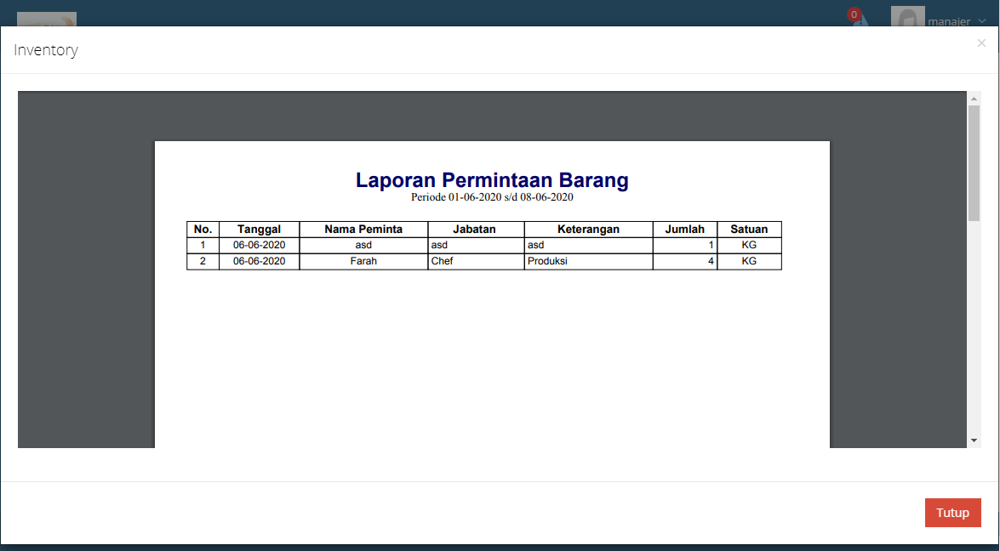 0
manajer
Inventory
×
Laporan Permintaan Barang
Periode 01-06-2020 s/d 08-06-2020
No. Tanggal Nama Peminta Jabatan Keterangan Jumlah Satuan
1 06-06-2020 asd asd asd 1 KG
2 06-06-2020 Farah Chef Produksi 4 KG
Tutup